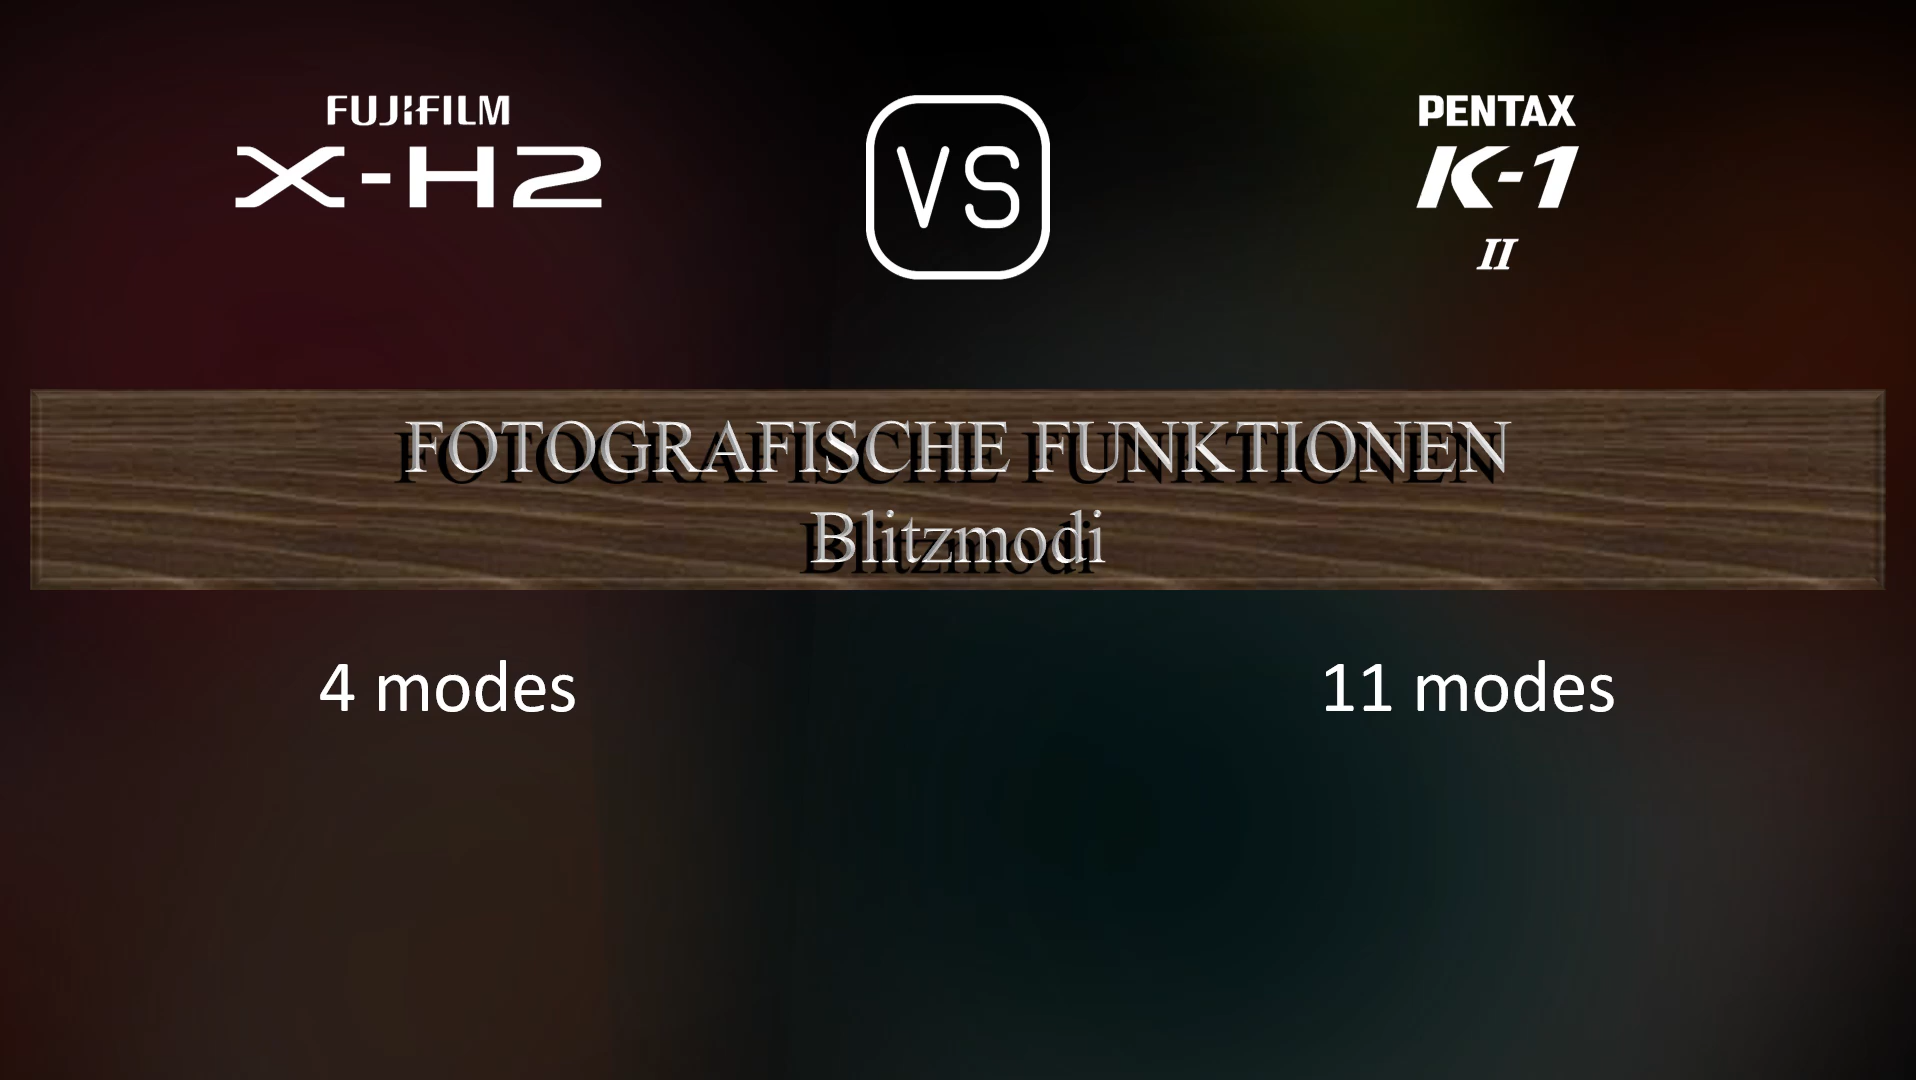 FUJIFILM
X-H2
VS
PENTAX
K-1
II
FOTOGRAFISCHE FUNKTIONEN
Blitzmodi
4 modes
11 modes